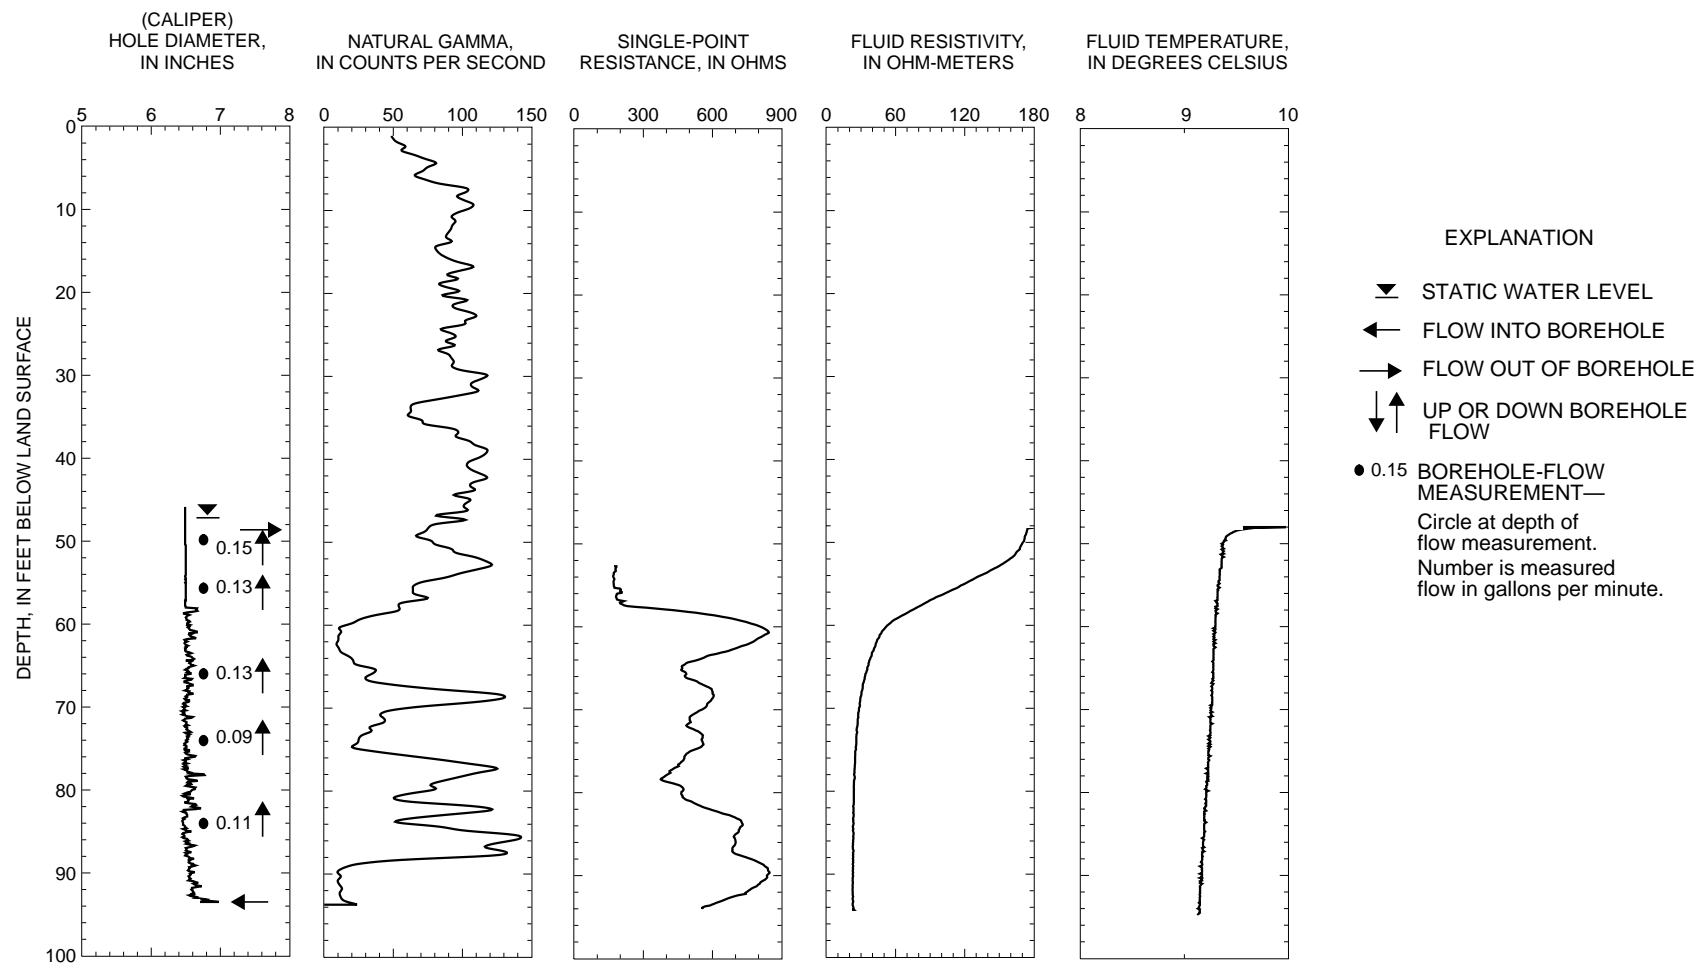 (CALIPER)
HOLE DIAMETER,
IN INCHES
NATURAL GAMMA,
IN COUNTS PER SECOND
SINGLE-POINT
RESISTANCE, IN OHMS
FLUID RESISTIVITY,
IN OHM-METERS
FLUID TEMPERATURE,
IN DEGREES CELSIUS
5 6 7 8
0 50 100 150
0 300 600 900
0 60 120 180
8 9 10
DEPTH, IN FEET BELOW LAND SURFACE
0
10
20
30
40
50
60
70
80
90
100
0.15
0.13
0.13
0.09
0.11
EXPLANATION
STATIC WATER LEVEL
FLOW INTO BOREHOLE
FLOW OUT OF BOREHOLE
UP OR DOWN BOREHOLE
FLOW
0.15 BOREHOLE-FLOW
MEASUREMENT—
Circle at depth of
flow measurement.
Number is measured
flow in gallons per minute.